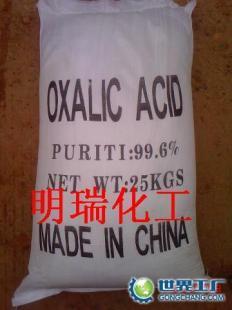 OXALIC ACID
PURITI:99.6%
NET WT:25KGS
明瑞化工
MADE IN CHINA
世界工厂
GONGCHANG.COM